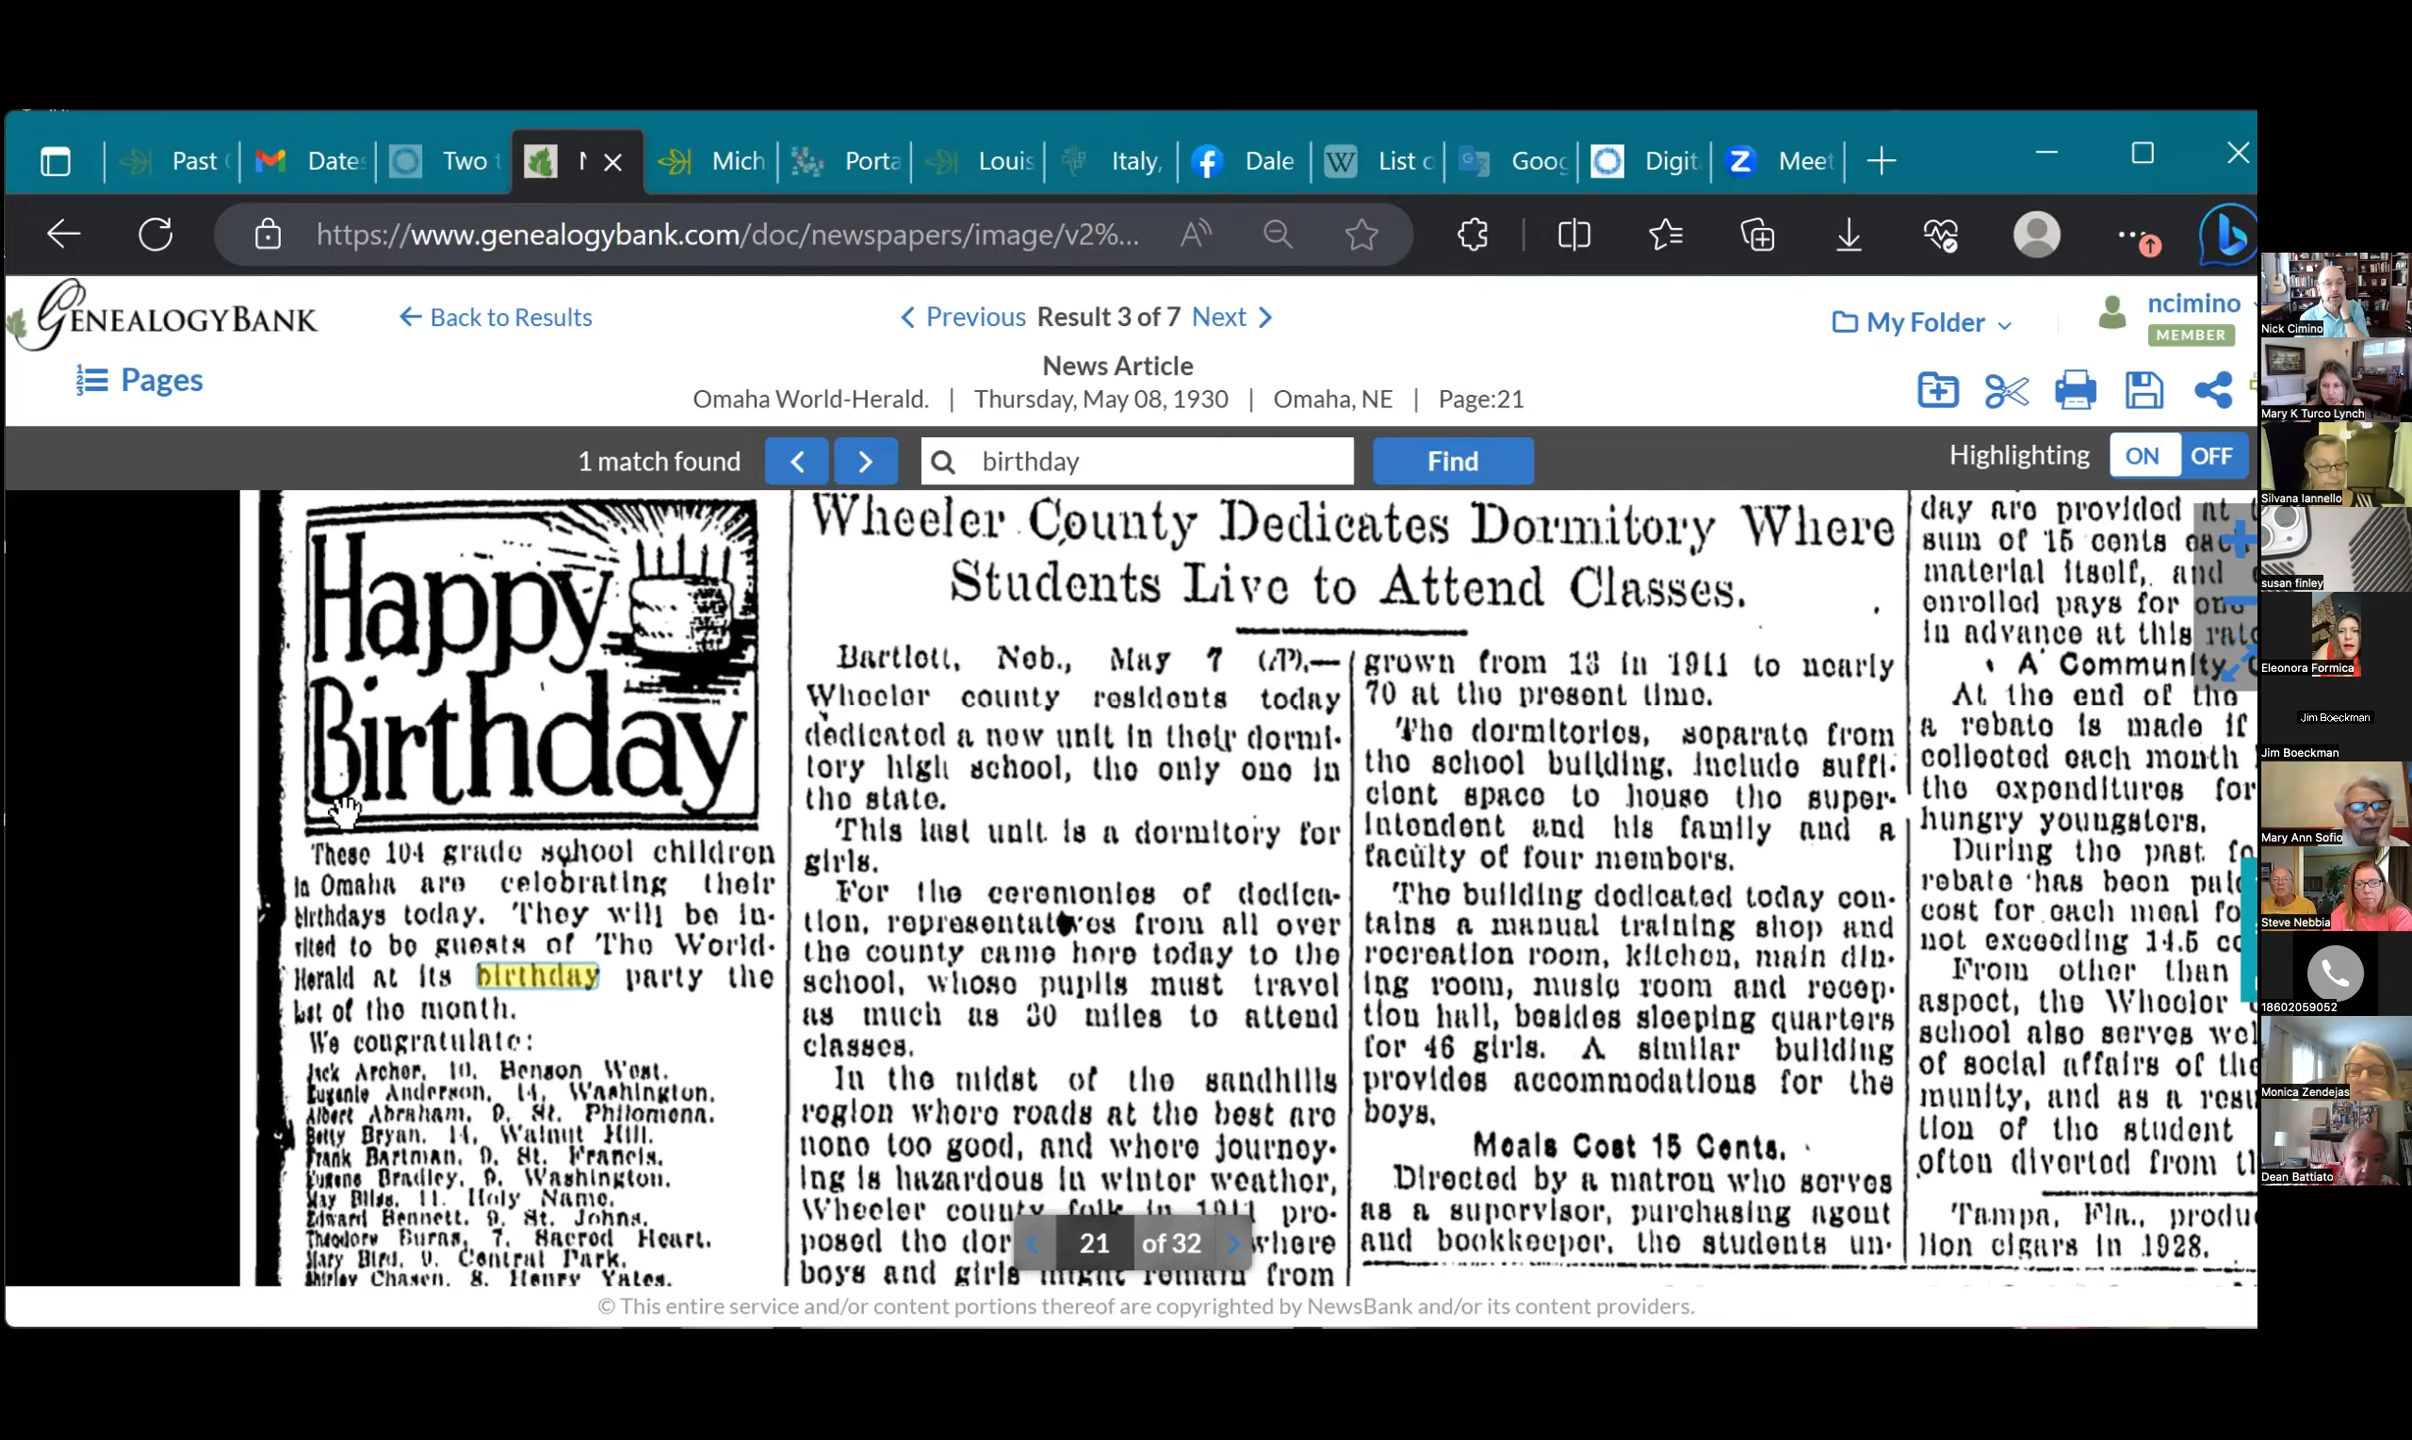 Past
Dates
Two t
Mich
Porta
Louis
Italy,
Dale
W
List o
Goog
Digit
Z
Meet
https://www.genealogybank.com/doc/newspapers/image/v2%...
GENEALOGYBANK
Back to Results
Previous Result 3 of 7 Next
My Folder
ncimino
MEMBER
Pages
News Article
Omaha World-Herald. | Thursday, May 08, 1930 | Omaha, NE | Page:21
1 match found
birthday
Find
Highlighting ON OFF
Happy
Birthday
These 104 grade school children
in Omaha are celebrating their
birthdays today. They will be in-
vited to be guests of The World-
Herald at its birthday party the
last of the month.
We congratulate:
Jack Archer, 10, Benson West.
Eugenie Anderson, 14, Washington.
Albert Abraham, 9, St. Philomena.
Betty Bryan, 14, Walnut Hill.
Frank Bartman, 9, St. Francis.
Eugene Bradley, 9, Washington.
May Bliss, 11, Holy Name.
Edward Bennett, 9, St. Johns.
Theodore Burns, 7, Sacred Heart.
Mary Bird, 9, Central Park.
Shirley Chasen, 8, Henry Yates.
Wheeler County Dedicates Dormitory Where
Students Live to Attend Classes.
Bartlett, Neb., May 7 (AP).—
Wheeler county residents today
dedicated a new unit in their dormi-
tory high school, the only one in
the state.
This last unit is a dormitory for
girls.
For the ceremonies of dedica-
tion, representatives from all over
the county came here today to the
school, whose pupils must travel
as much as 30 miles to attend
classes.
In the midst of the sandhills
region where roads at the best are
none too good, and where journey-
ing is hazardous in winter weather,
Wheeler county folk in 1911 pro-
posed the dor where
boys and girls might remain from
grown from 13 in 1911 to nearly
70 at the present time.
The dormitories, separate from
the school building, include suffi-
cient space to house the super-
intendent and his family and a
faculty of four members.
The building dedicated today con-
tains a manual training shop and
recreation room, kitchen, main din-
ing room, music room and recep-
tion hall, besides sleeping quarters
for 46 girls. A similar building
provides accommodations for the
boys.
Meals Cost 15 Cents.
Directed by a matron who serves
as a supervisor, purchasing agent
and bookkeeper, the students un-
day are provided at
sum of 15 cents eac
material itself, and
enrolled pays for one
in advance at this rate
A Community
At the end of the
a rebate is made if
collected each month
the expenditures for
hungry youngsters.
During the past fo
rebate has been paid
cost for each meal fo
not exceeding 14.5 ce
From other than
aspect, the Wheeler
school also serves wel
of social affairs of the
munity, and as a resu
tion of the student
often diverted from th
Tampa, Fla., produ
lion cigars in 1928.
21 of 32
© This entire service and/or content portions thereof are copyrighted by NewsBank and/or its content providers.
Nick Cimino
Mary K Turco Lynch
Silvana Iannello
susan finley
Eleonora Formica
Jim Boeckman
Jim Boeckman
Mary Ann Sofio
Steve Nebbia
18602059052
Monica Zendejas
Dean Battiato